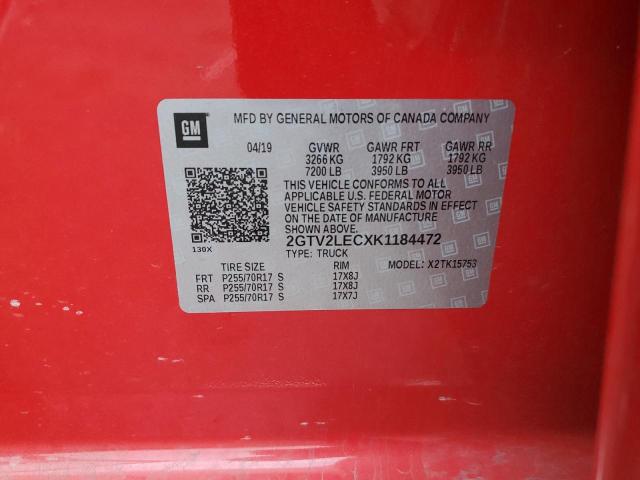 GM
MFD BY GENERAL MOTORS OF CANADA COMPANY
04/19 GVWR GAWR FRT GAWR RR
3266 KG 1792 KG 1792 KG
7200 LB 3950 LB 3950 LB
THIS VEHICLE CONFORMS TO ALL
APPLICABLE U.S. FEDERAL MOTOR
VEHICLE SAFETY STANDARDS IN EFFECT
ON THE DATE OF MANUFACTURE
SHOWN ABOVE.
130X
2GTV2LECXK1184472
TYPE: TRUCK MODEL: X2TK15753
TIRE SIZE RIM
FRT P255/70R17 S 17X8J
RR P255/70R17 S 17X8J
SPA P255/70R17 S 17X7J